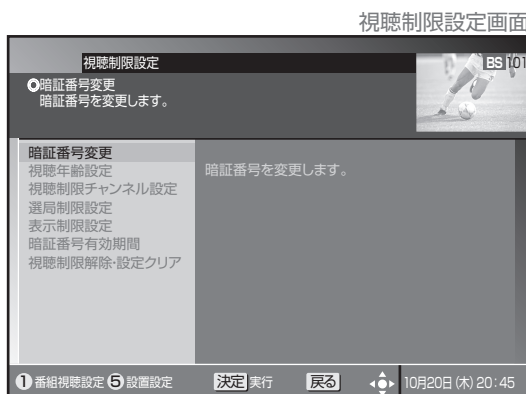 視聴制限設定画面
視聴制限設定
BS 101
暗証番号変更
暗証番号を変更します。
暗証番号変更
視聴年齢設定
視聴制限チャンネル設定
選局制限設定
表示制限設定
暗証番号有効期間
視聴制限解除・設定クリア
暗証番号を変更します。
① 番組視聴設定 ⑤ 設置設定 決定 実行 戻る 10月20日(木) 20:45